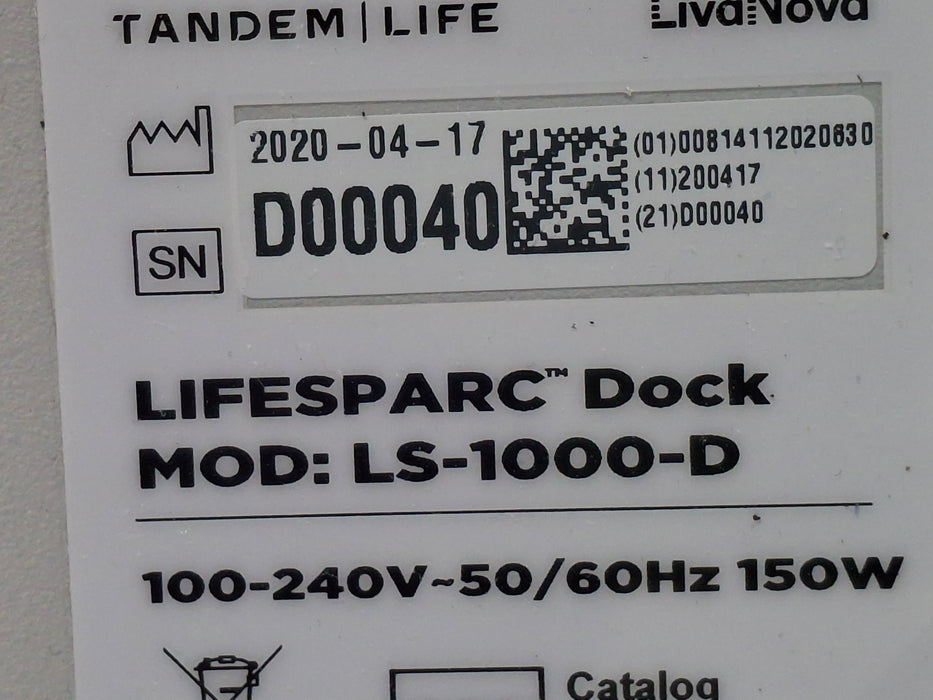 TANDEM|LIFE
LivaNova
2020-04-17
D00040
(01)00814112020630
(11)200417
(21)D00040
SN
LIFESPARC™ Dock
MOD: LS-1000-D
100-240V~50/60Hz 150W
Catalog